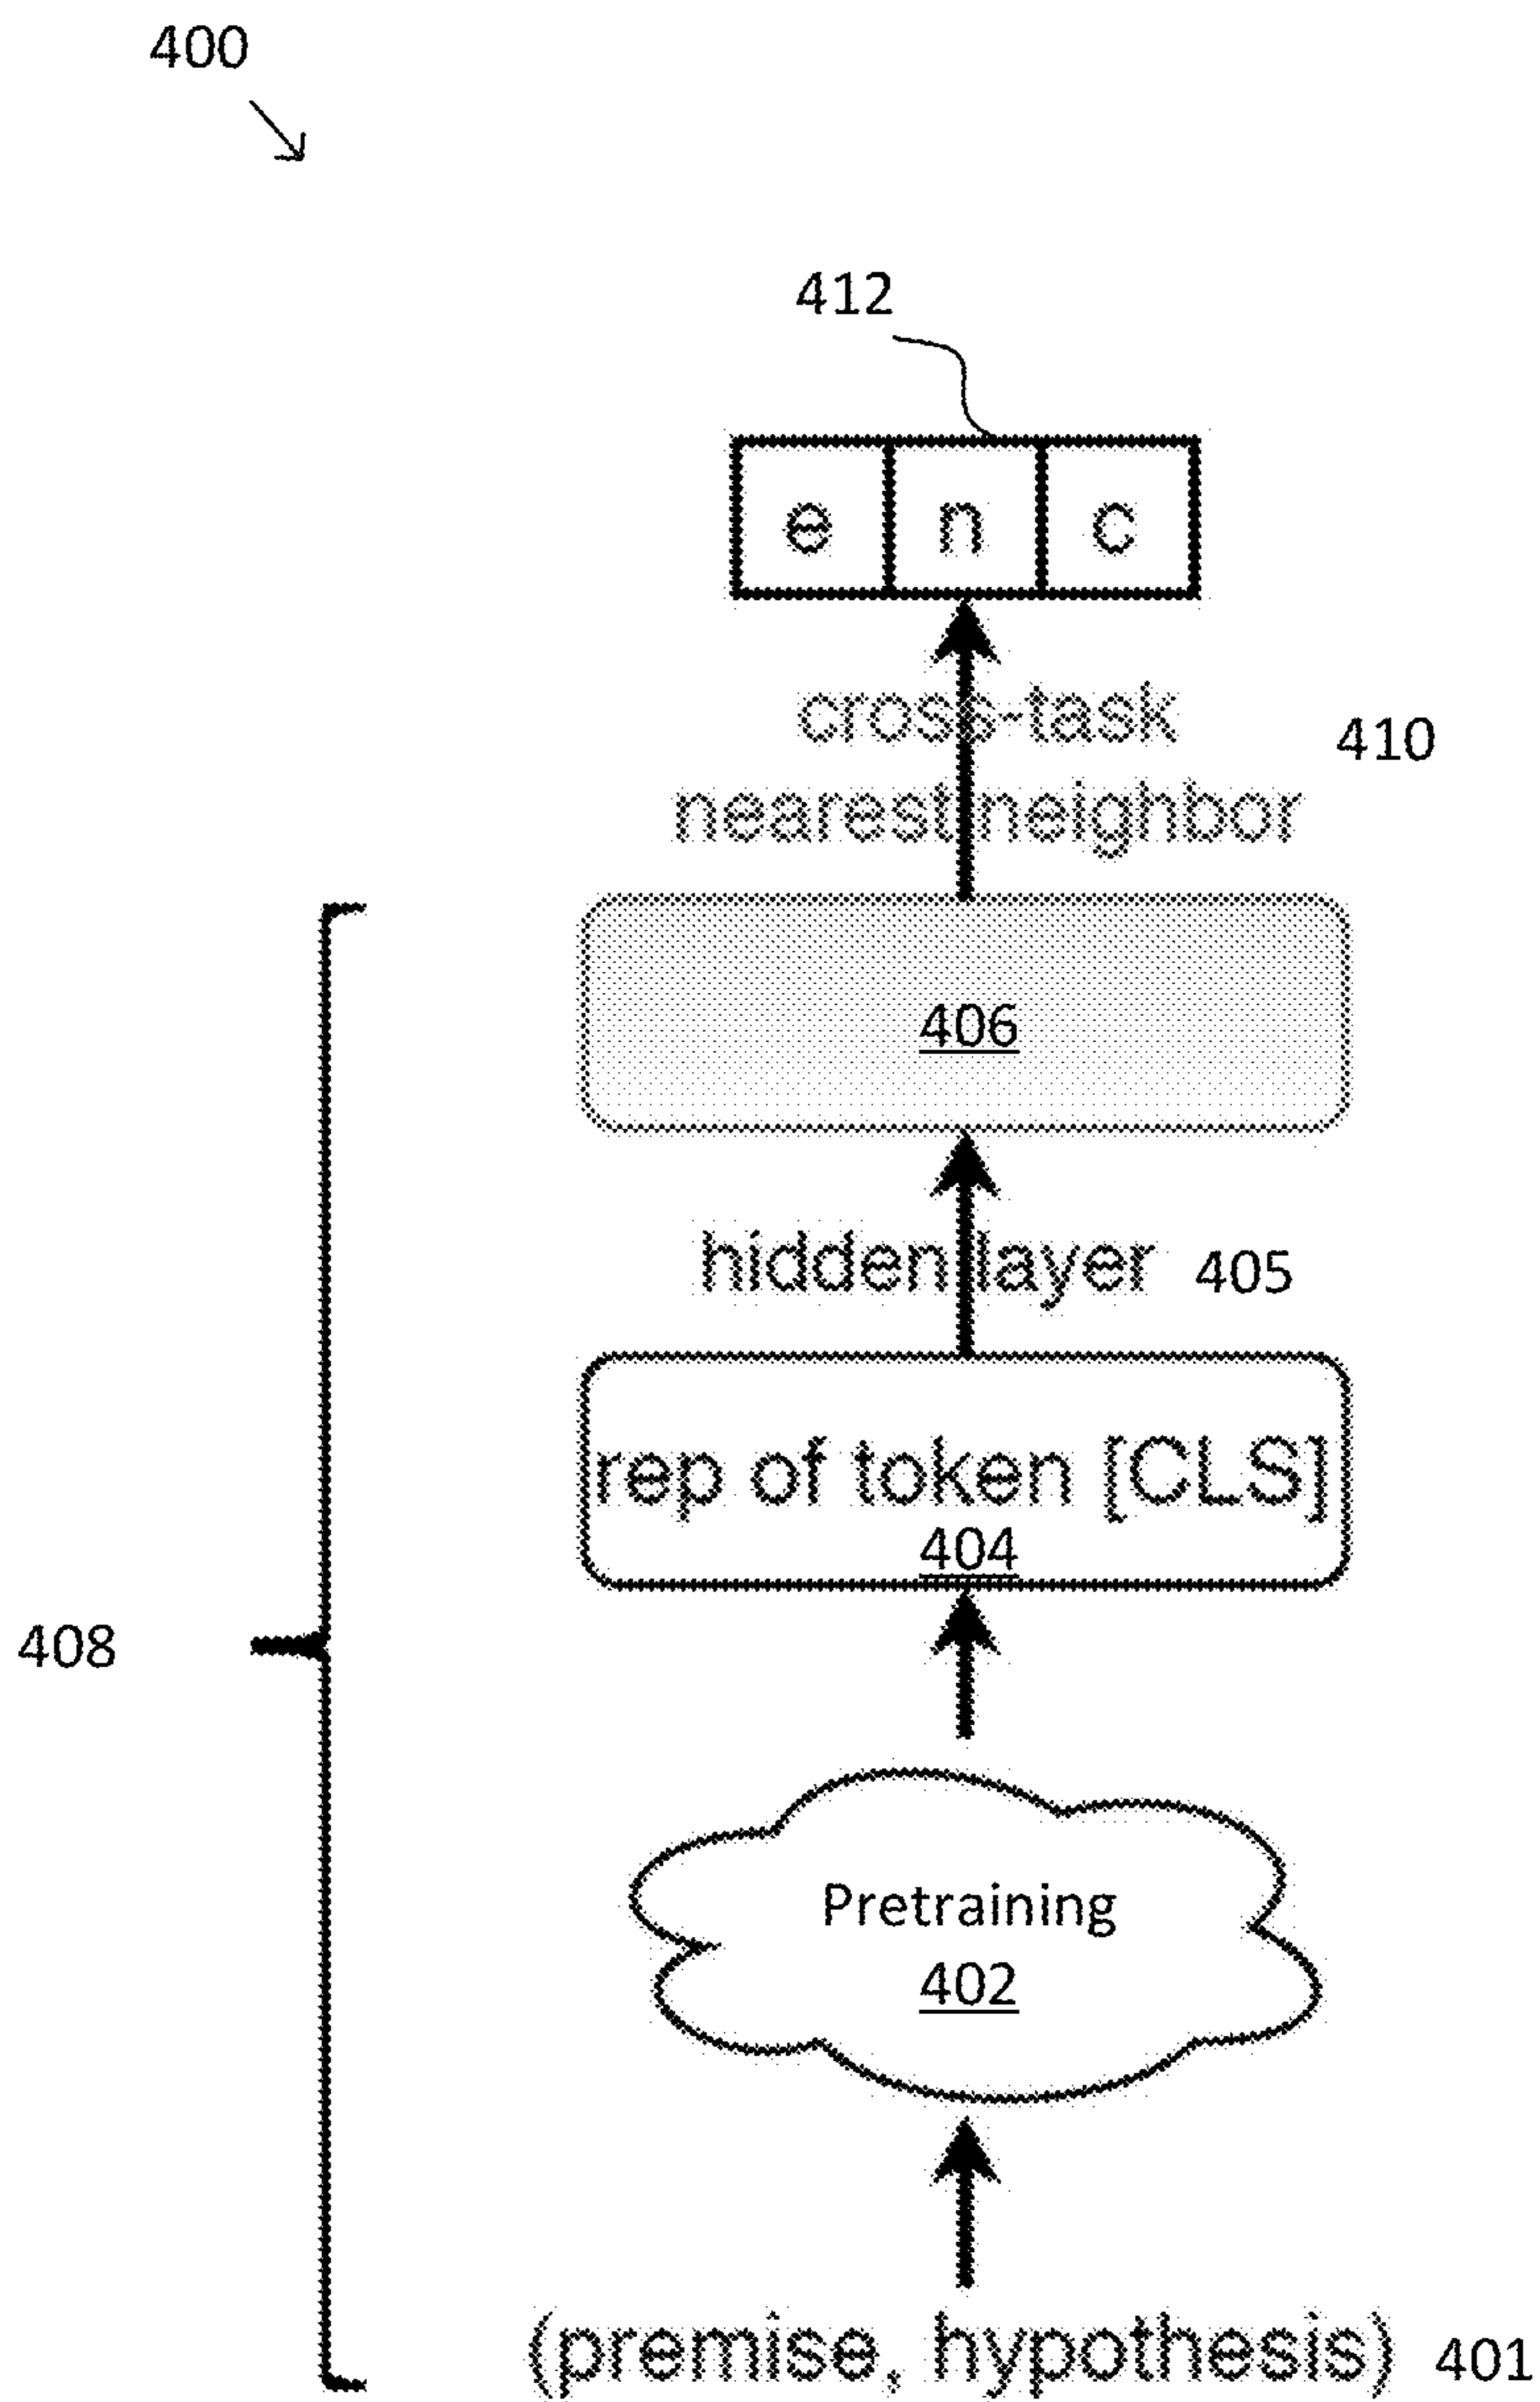 400
412
e n c
cross-task
nearest neighbor
410
406
hidden layer 405
rep of token [CLS]
404
408
Pretraining
402
(premise, hypothesis) 401